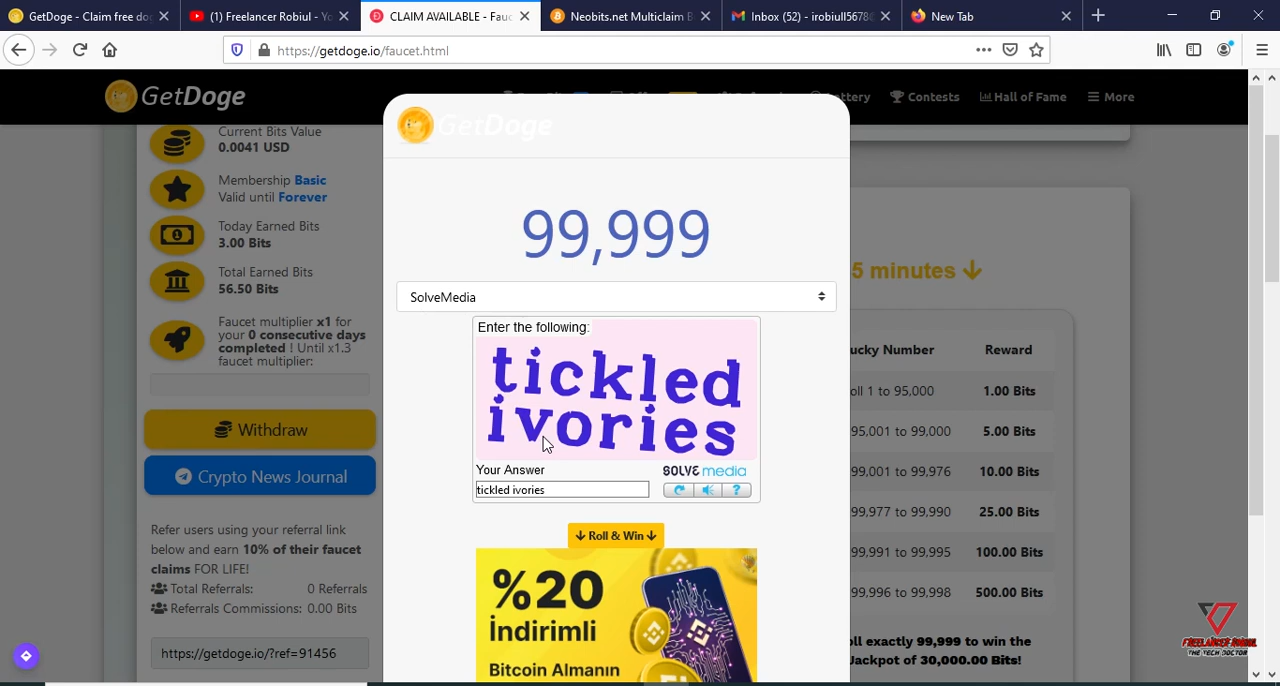 GetDoge - Claim free doc
(1) Freelancer Robiul - Yo
CLAIM AVAILABLE - Fauc
Neobits.net Multiclaim B
Inbox (52) - irobiull5678
New Tab
https://getdoge.io/faucet.html
GetDoge
Contests
Hall of Fame
More
GetDoge
Current Bits Value
0.0041 USD
Membership Basic
Valid until Forever
Today Earned Bits
3.00 Bits
Total Earned Bits
56.50 Bits
Faucet multiplier x1 for
your 0 consecutive days
completed ! Until x1.3
faucet multiplier:
Withdraw
Crypto News Journal
Refer users using your referral link
below and earn 10% of their faucet
claims FOR LIFE!
Total Referrals: 0 Referrals
Referrals Commissions: 0.00 Bits
https://getdoge.io/?ref=91456
99,999
SolveMedia
Enter the following:
tickled
ivories
Your Answer
SOLVE media
tickled ivories
?
Roll & Win
%20
İndirimli
Bitcoin Almanın
5 minutes
ucky Number Reward
oll 1 to 95,000 1.00 Bits
95,001 to 99,000 5.00 Bits
99,001 to 99,976 10.00 Bits
99,977 to 99,990 25.00 Bits
99,991 to 99,995 100.00 Bits
99,996 to 99,998 500.00 Bits
oll exactly 99,999 to win the
Jackpot of 30,000.00 Bits!
FREELANCER ROBIUL
THE TECH DOCTOR